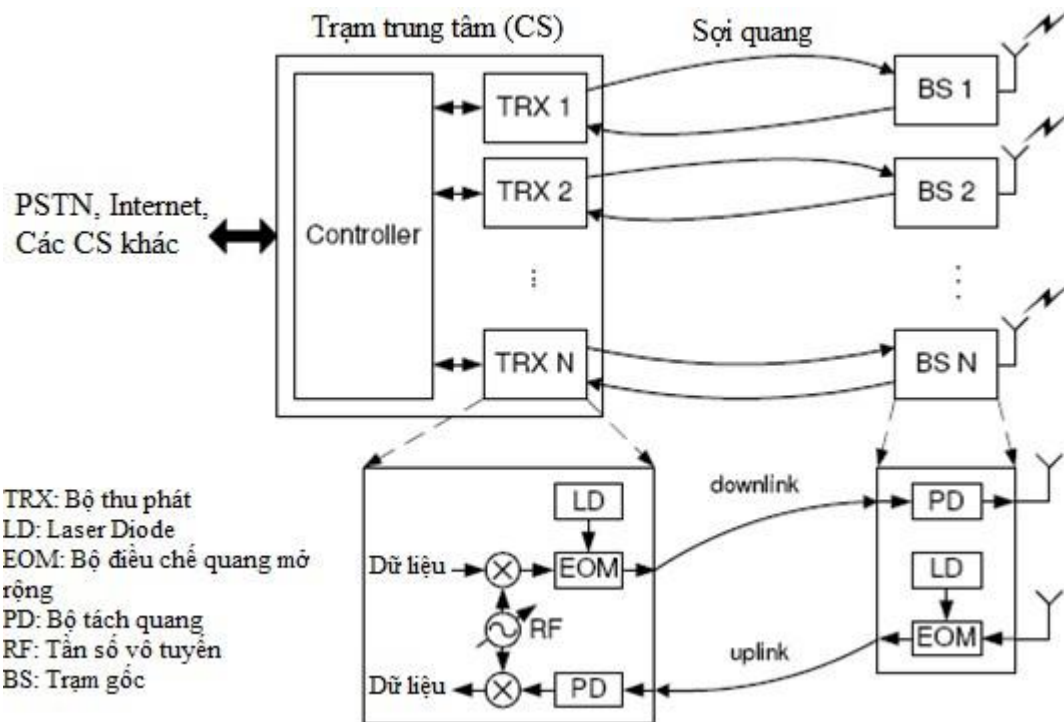 Trạm trung tâm (CS)
Sợi quang
TRX 1
BS 1
TRX 2
BS 2
PSTN, Internet,
Các CS khác
Controller
TRX N
BS N
TRX: Bộ thu phát
LD: Laser Diode
EOM: Bộ điều chế quang mở
rộng
PD: Bộ tách quang
RF: Tần số vô tuyến
BS: Trạm gốc
LD
Dữ liệu
EOM
RF
Dữ liệu
PD
downlink
uplink
PD
LD
EOM